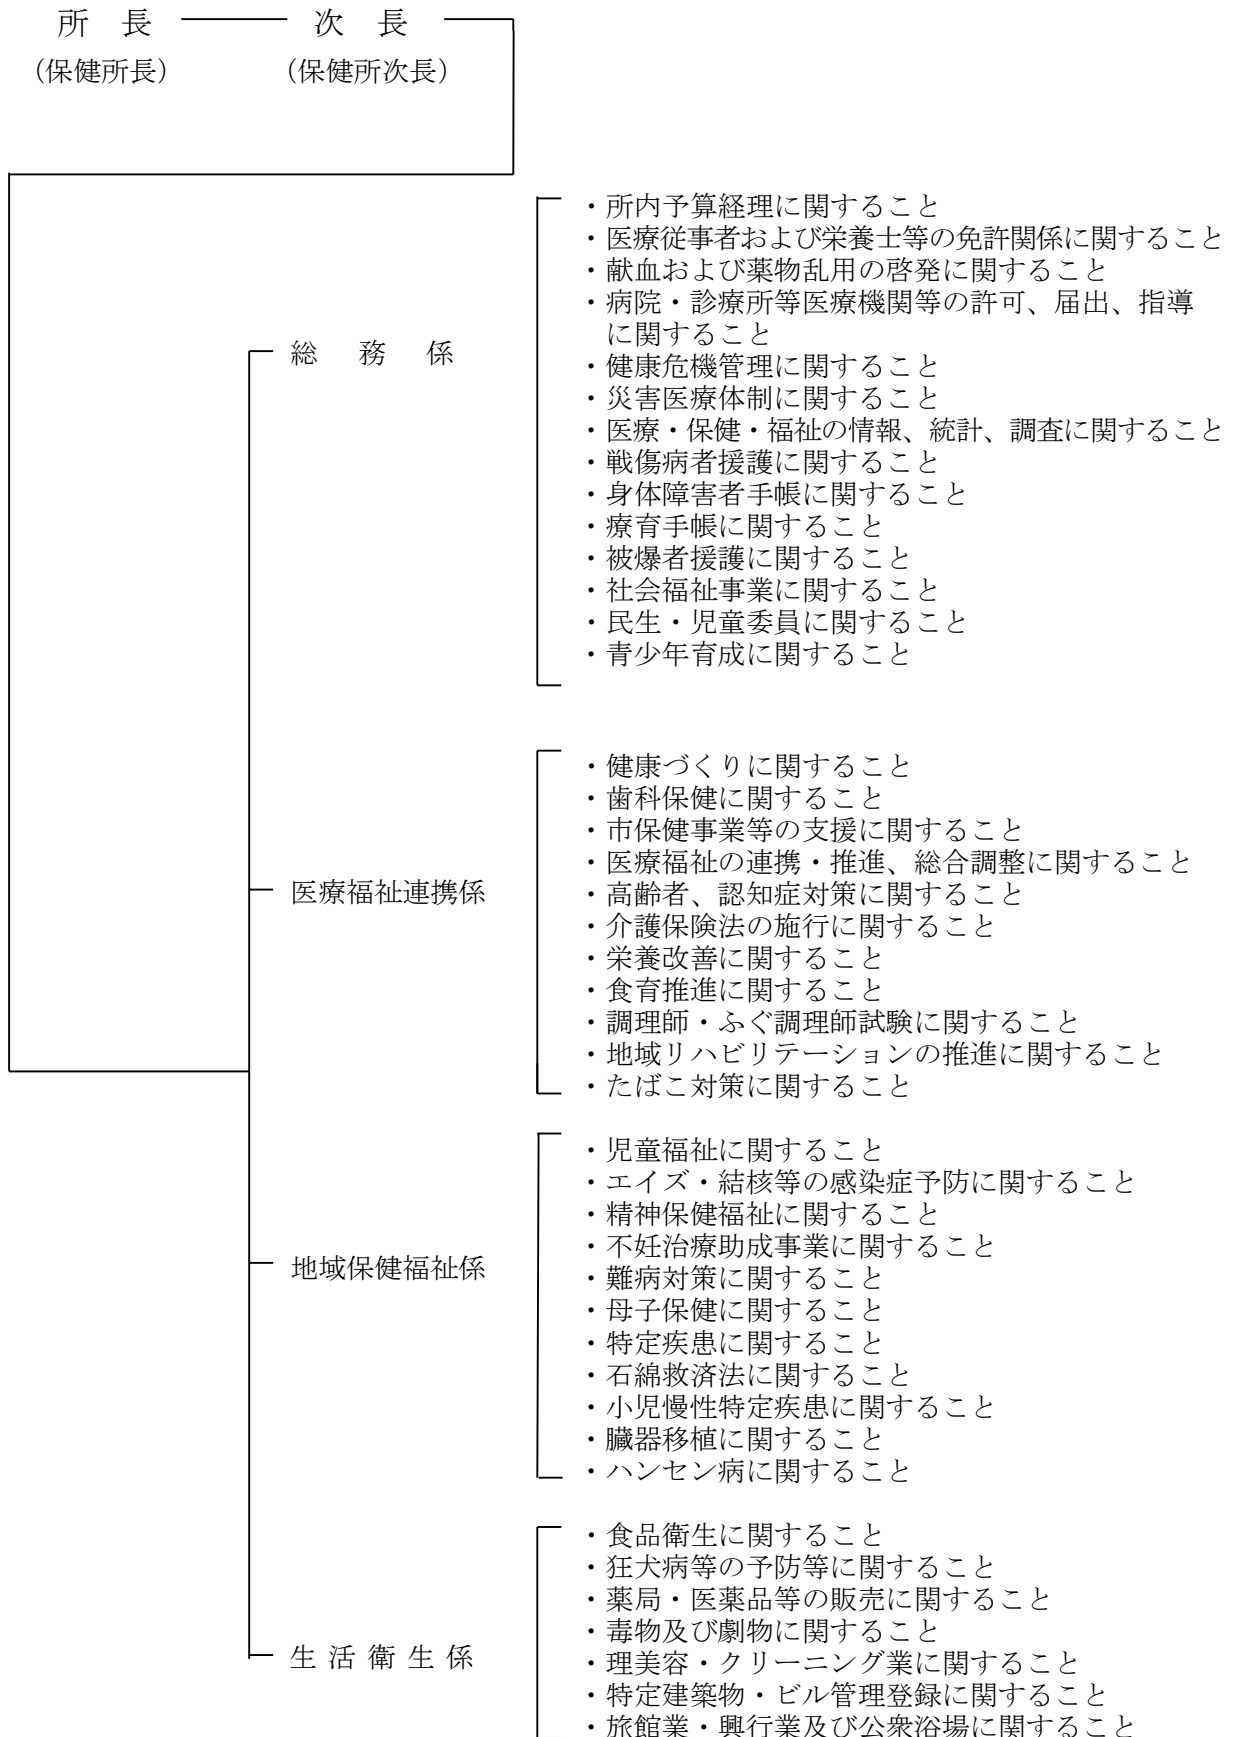 所　長　次　長
（保健所長）　（保健所次長）
総　務　係
・所内予算経理に関すること
・医療従事者および栄養士等の免許関係に関すること
・献血および薬物乱用の啓発に関すること
・病院・診療所等医療機関等の許可、届出、指導
に関すること
・健康危機管理に関すること
・災害医療体制に関すること
・医療・保健・福祉の情報、統計、調査に関すること
・戦傷病者援護に関すること
・身体障害者手帳に関すること
・療育手帳に関すること
・被爆者援護に関すること
・社会福祉事業に関すること
・民生・児童委員に関すること
・青少年育成に関すること
医療福祉連携係
・健康づくりに関すること
・歯科保健に関すること
・市保健事業等の支援に関すること
・医療福祉の連携・推進、総合調整に関すること
・高齢者、認知症対策に関すること
・介護保険法の施行に関すること
・栄養改善に関すること
・食育推進に関すること
・調理師・ふぐ調理師試験に関すること
・地域リハビリテーションの推進に関すること
・たばこ対策に関すること
地域保健福祉係
・児童福祉に関すること
・エイズ・結核等の感染症予防に関すること
・精神保健福祉に関すること
・不妊治療助成事業に関すること
・難病対策に関すること
・母子保健に関すること
・特定疾患に関すること
・石綿救済法に関すること
・小児慢性特定疾患に関すること
・臓器移植に関すること
・ハンセン病に関すること
生活衛生係
・食品衛生に関すること
・狂犬病等の予防等に関すること
・薬局・医薬品等の販売に関すること
・毒物及び劇物に関すること
・理美容・クリーニング業に関すること
・特定建築物・ビル管理登録に関すること
・旅館業・興行業及び公衆浴場に関すること